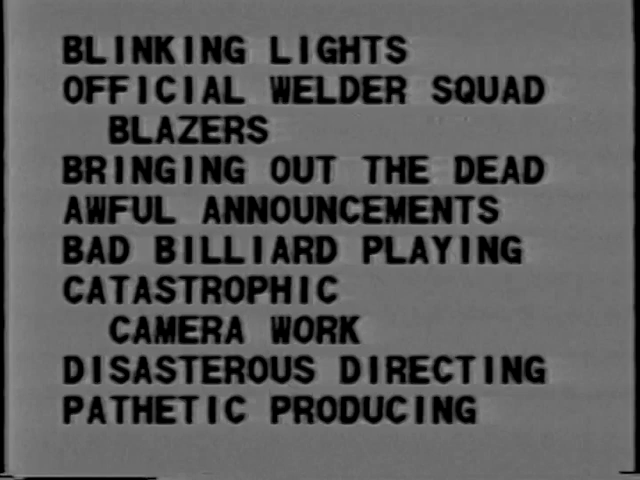 BLINKING LIGHTS
OFFICIAL WELDER SQUAD
BLAZERS
BRINGING OUT THE DEAD
AWFUL ANNOUNCEMENTS
BAD BILLIARD PLAYING
CATASTROPHIC
CAMERA WORK
DISASTEROUS DIRECTING
PATHETIC PRODUCING